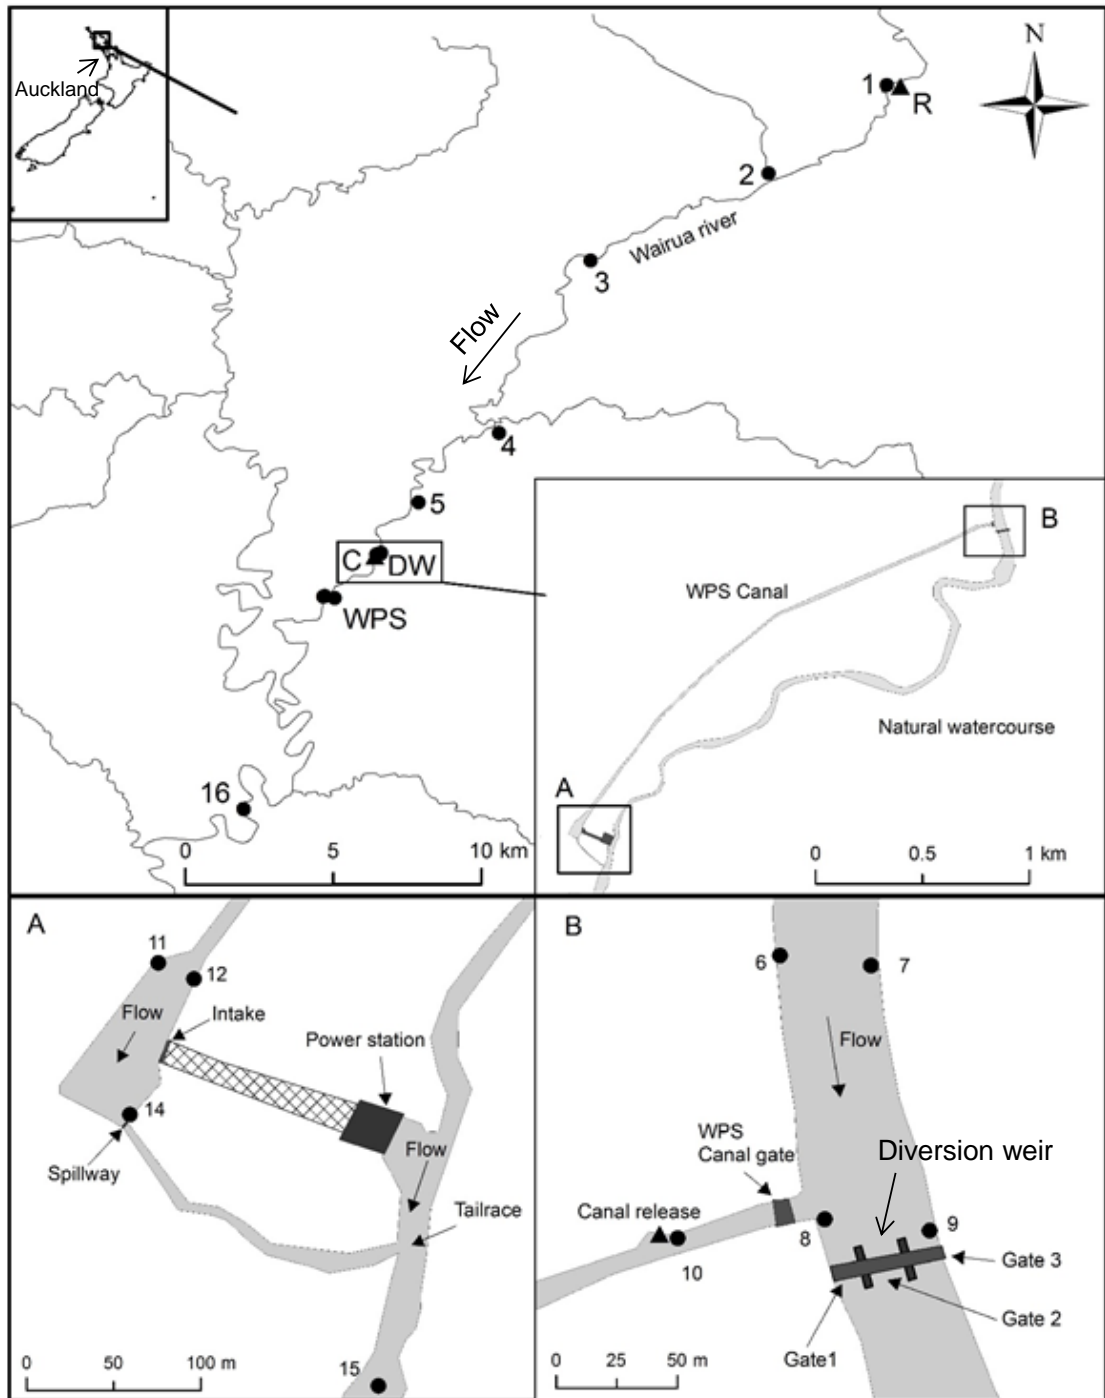 Auckland
N
1
R
2
Wairua river
3
Flow
4
5
C
DW
WPS
16
0
5
10 km
B
WPS Canal
Natural watercourse
A
0
0.5
1 km
A
11
12
Flow
Intake
Power station
14
Flow
Spillway
Tailrace
15
0
50
100 m
B
6
7
Flow
WPS
Canal gate
Diversion weir
Canal release
8
9
10
Gate 3
Gate 2
Gate1
0
25
50 m